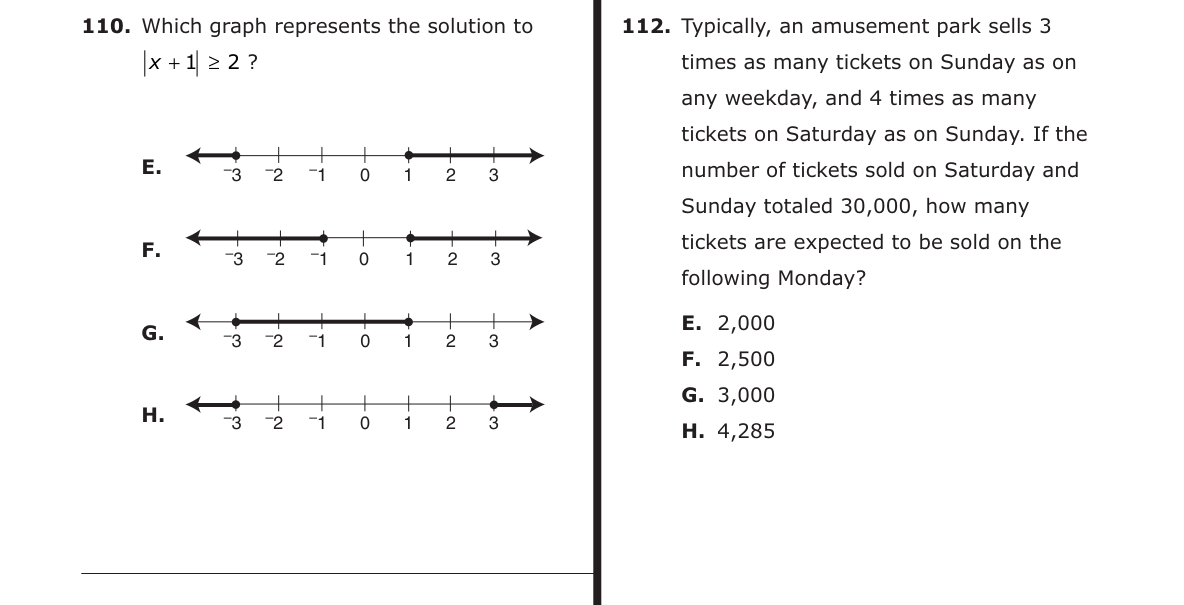 110. Which graph represents the solution to
|x + 1| ≥ 2 ?
E.
⁻3 ⁻2 ⁻1 0 1 2 3
F.
⁻3 ⁻2 ⁻1 0 1 2 3
G.
⁻3 ⁻2 ⁻1 0 1 2 3
H.
⁻3 ⁻2 ⁻1 0 1 2 3
112. Typically, an amusement park sells 3
times as many tickets on Sunday as on
any weekday, and 4 times as many
tickets on Saturday as on Sunday. If the
number of tickets sold on Saturday and
Sunday totaled 30,000, how many
tickets are expected to be sold on the
following Monday?
E. 2,000
F. 2,500
G. 3,000
H. 4,285